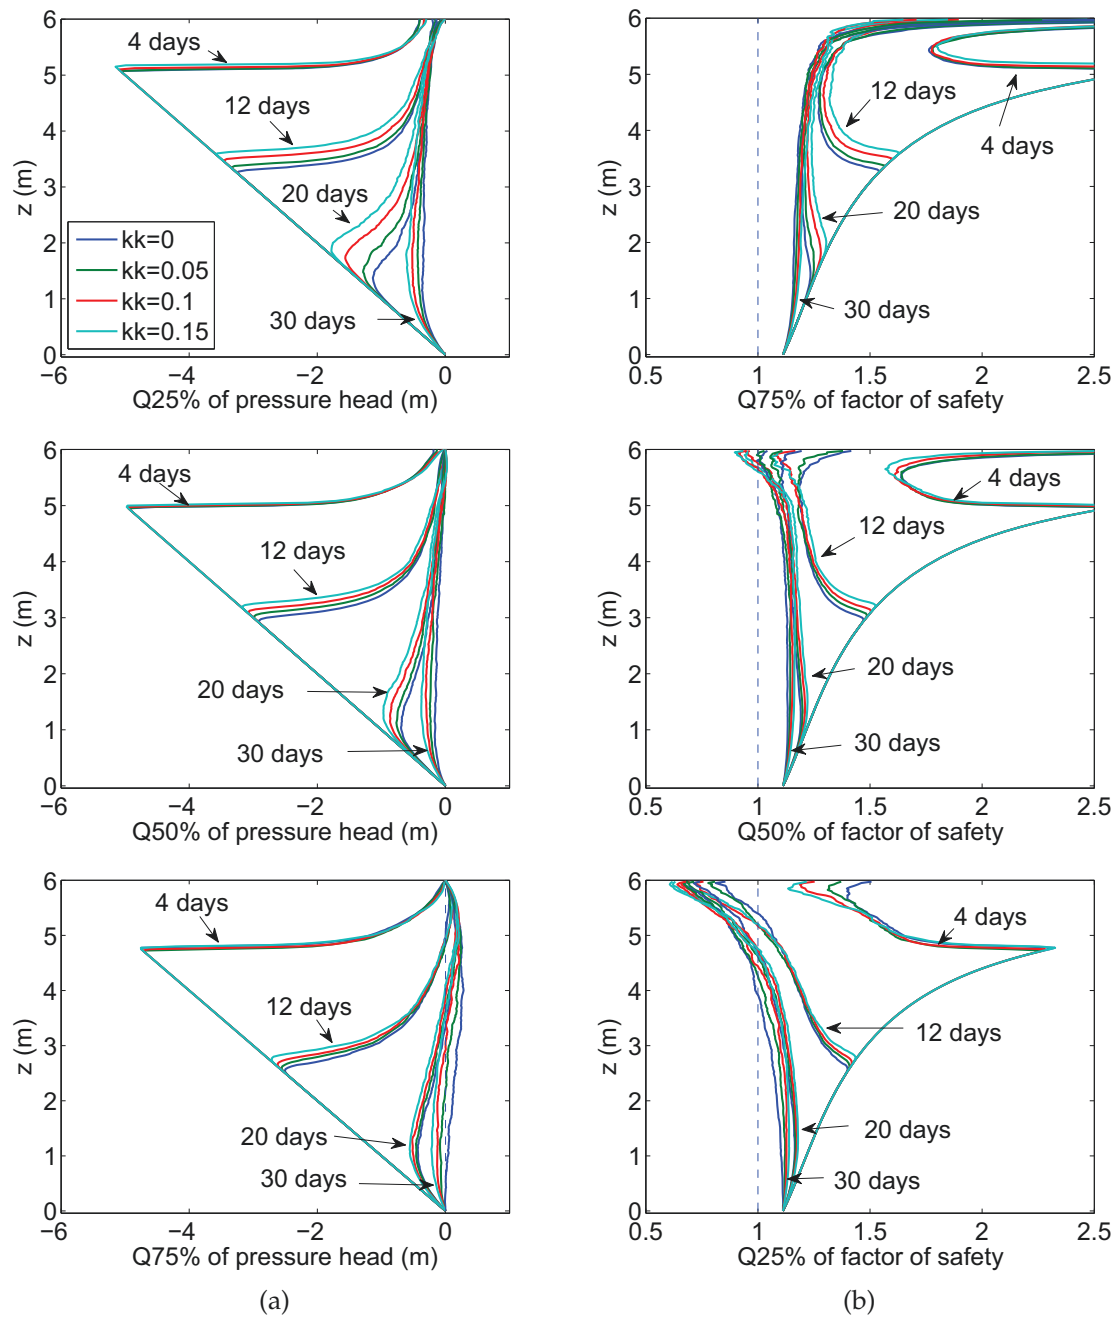 6
5
4
3
2
1
0
z (m)
4 days
12 days
20 days
30 days
kk=0
kk=0.05
kk=0.1
kk=0.15
−6 −4 −2 0
Q25% of pressure head (m)
6
5
4
3
2
1
0
z (m)
12 days
4 days
20 days
30 days
0.5 1 1.5 2 2.5
Q75% of factor of safety
6
5
4
3
2
1
0
z (m)
4 days
12 days
20 days
30 days
−6 −4 −2 0
Q50% of pressure head (m)
6
5
4
3
2
1
0
z (m)
4 days
12 days
20 days
30 days
0.5 1 1.5 2 2.5
Q50% of factor of safety
6
5
4
3
2
1
0
z (m)
4 days
12 days
20 days
30 days
−6 −4 −2 0
Q75% of pressure head (m)
6
5
4
3
2
1
0
z (m)
4 days
12 days
20 days
30 days
0.5 1 1.5 2 2.5
Q25% of factor of safety
(a)
(b)